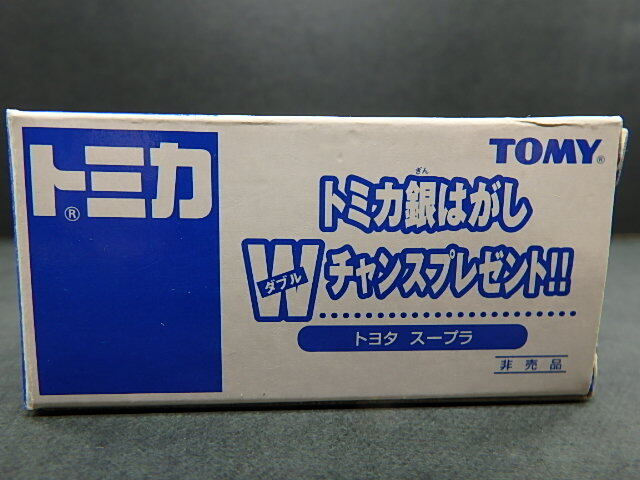 トミカ®
TOMY®
ぎん
トミカ銀はがし
Wダブル チャンスプレゼント!!
トヨタ スープラ
非売品